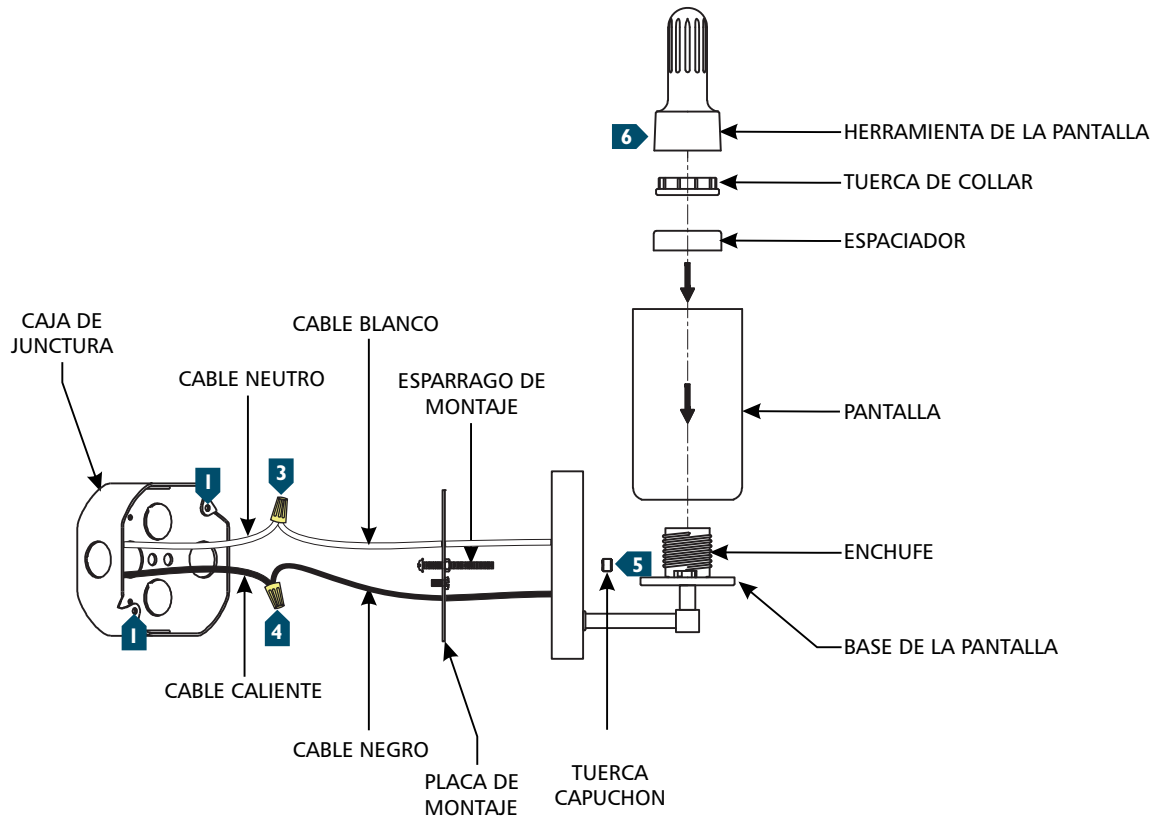 6
HERRAMIENTA DE LA PANTALLA
TUERCA DE COLLAR
ESPACIADOR
CAJA DE
JUNCTURA
CABLE BLANCO
CABLE NEUTRO
ESPARRAGO DE
MONTAJE
PANTALLA
1
3
ENCHUFE
5
1
4
BASE DE LA PANTALLA
CABLE CALIENTE
CABLE NEGRO
PLACA DE
MONTAJE
TUERCA
CAPUCHON